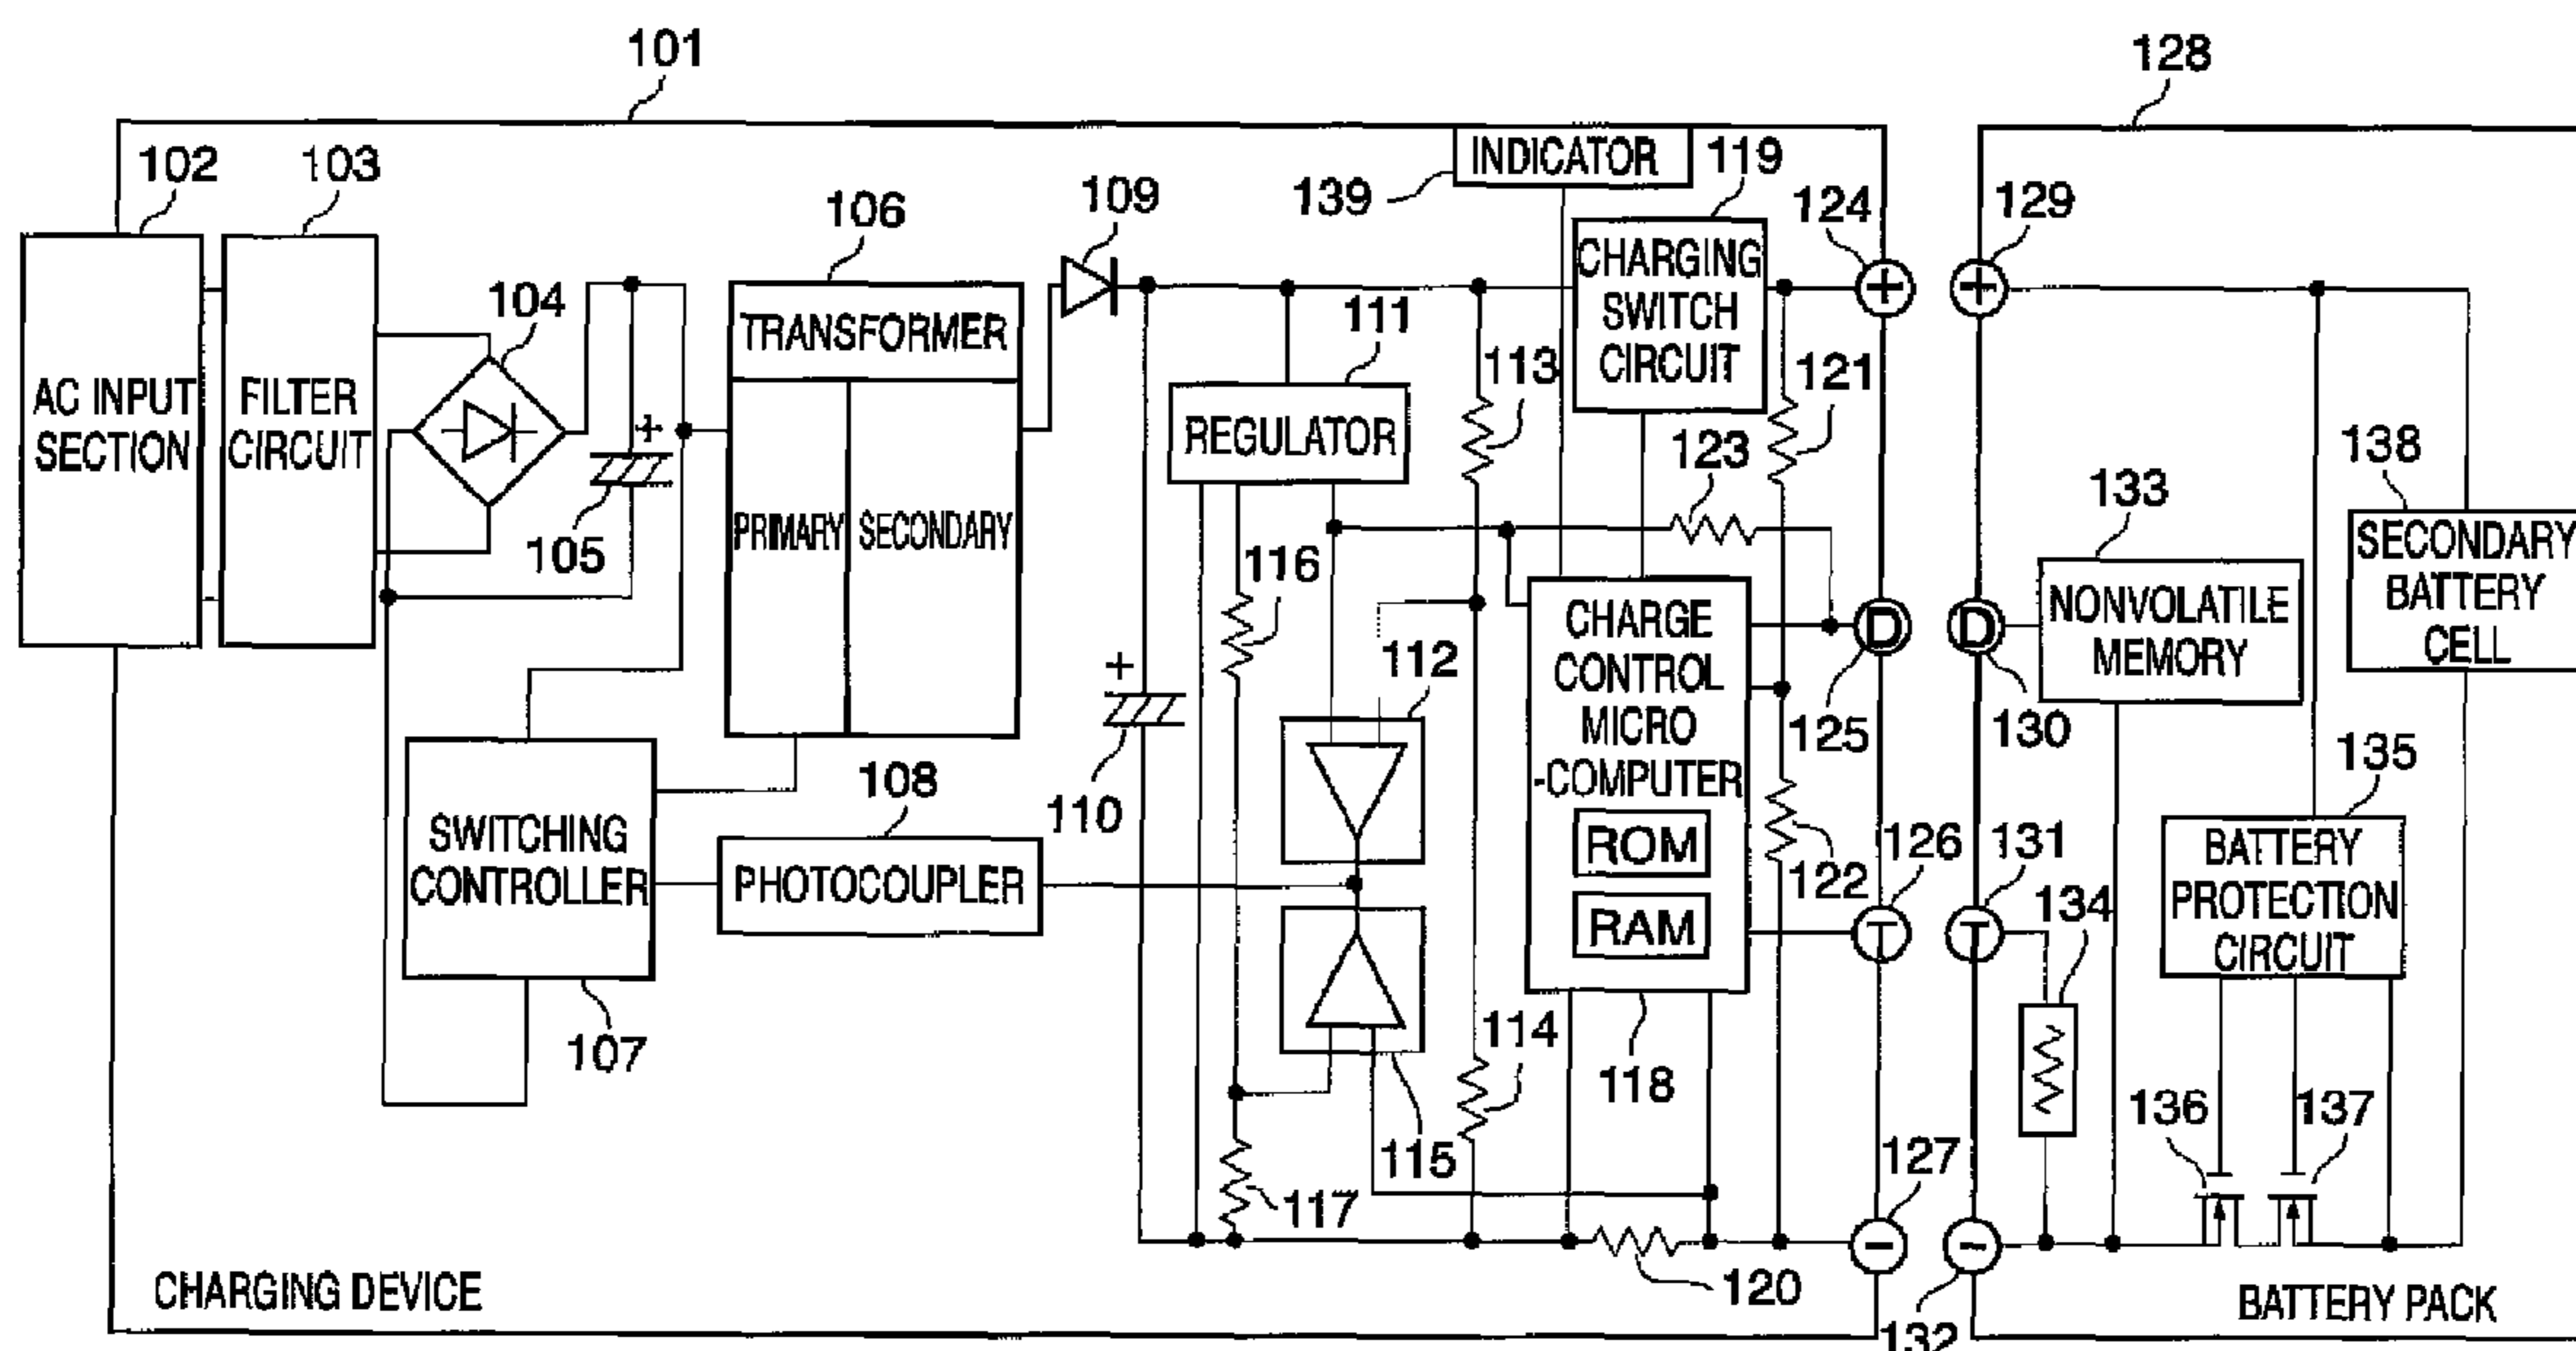 101
128
102
103
INDICATOR
119
139
109
106
124
129
CHARGING
SWITCH
CIRCUIT
104
TRANSFORMER
111
113
121
AC INPUT
SECTION
FILTER
CIRCUIT
+
REGULATOR
123
138
133
105
PRIMARY
SECONDARY
116
SECONDARY
BATTERY
CELL
NONVOLATILE
MEMORY
CHARGE
CONTROL
MICRO
-COMPUTER
D
D
112
+
125
130
110
135
108
SWITCHING
CONTROLLER
PHOTOCOUPLER
ROM
RAM
122
126
131
134
BATTERY
PROTECTION
CIRCUIT
T
T
107
114
118
136
137
115
127
117
120
132
CHARGING DEVICE
BATTERY PACK